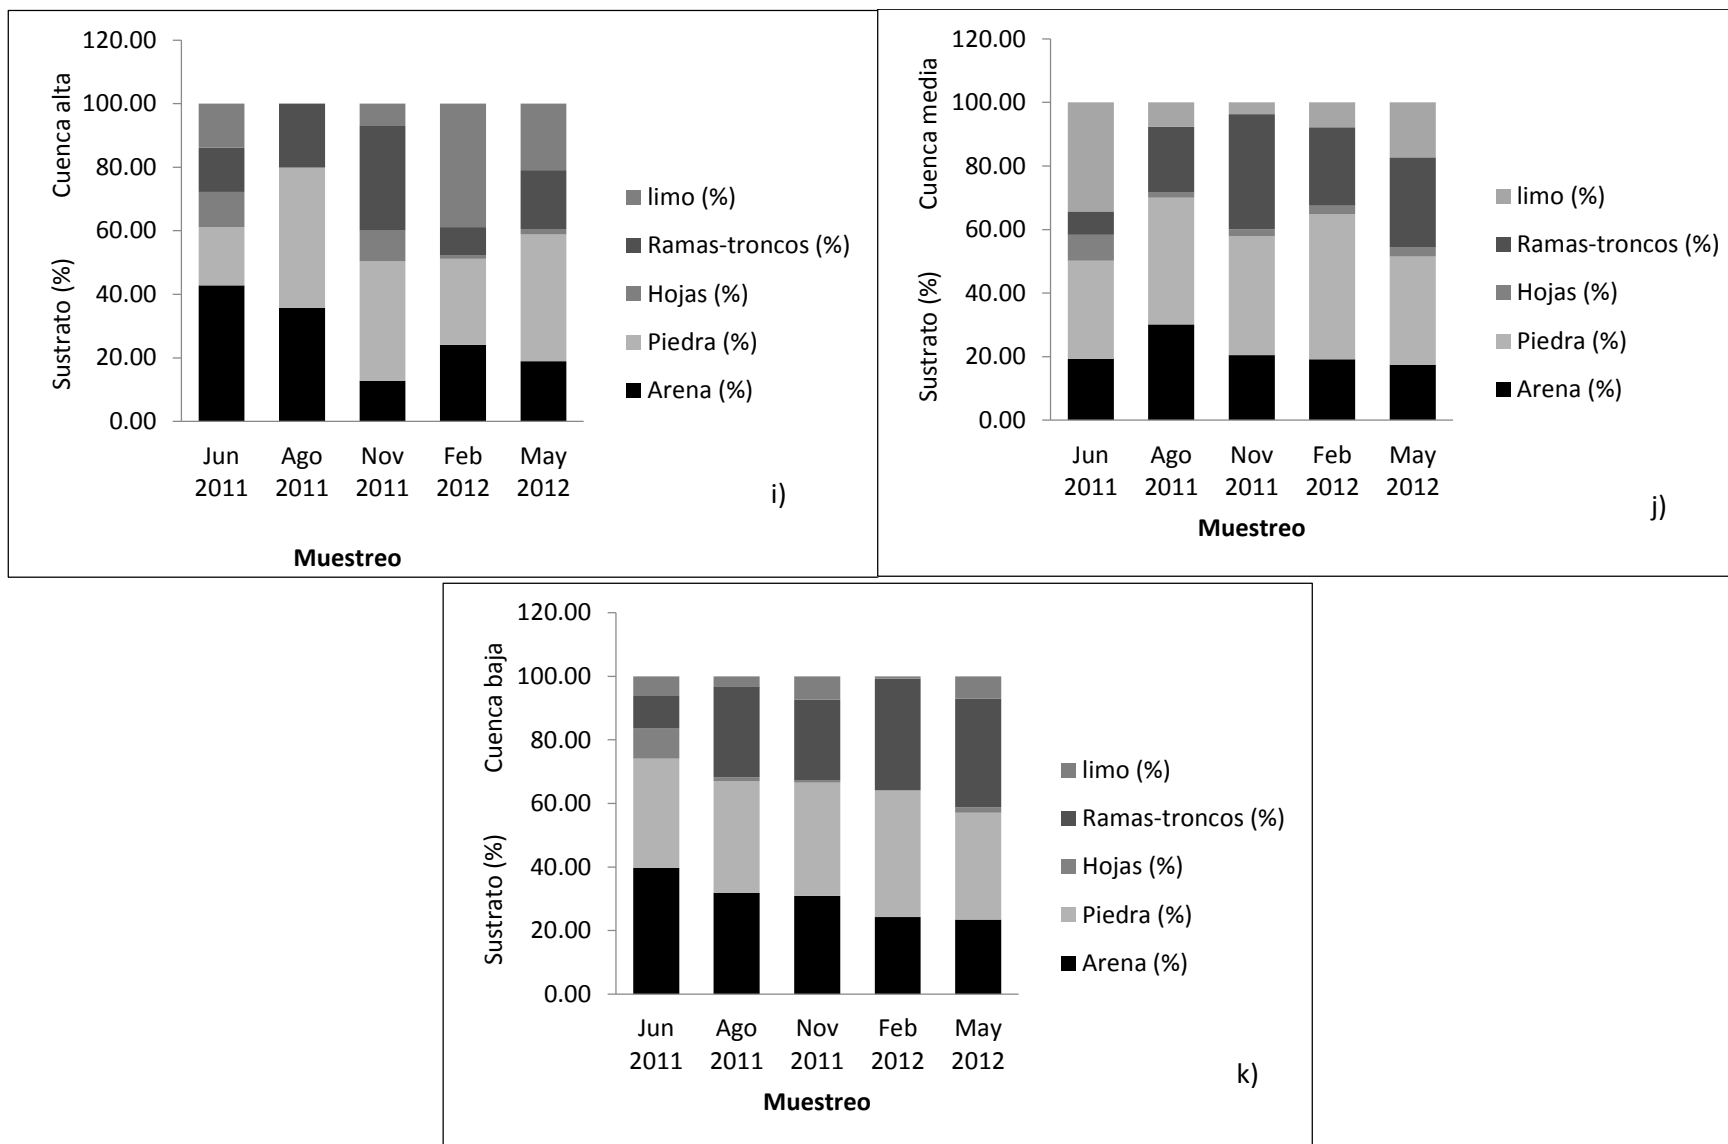 120.00
100.00
80.00
60.00
40.00
20.00
0.00
Sustrato (%) Cuenca alta
Jun 2011
Ago 2011
Nov 2011
Feb 2012
May 2012
Muestreo
limo (%)
Ramas-troncos (%)
Hojas (%)
Piedra (%)
Arena (%)
i)
120.00
100.00
80.00
60.00
40.00
20.00
0.00
Sustrato (%) Cuenca media
Jun 2011
Ago 2011
Nov 2011
Feb 2012
May 2012
Muestreo
limo (%)
Ramas-troncos (%)
Hojas (%)
Piedra (%)
Arena (%)
j)
120.00
100.00
80.00
60.00
40.00
20.00
0.00
Sustrato (%) Cuenca baja
Jun 2011
Ago 2011
Nov 2011
Feb 2012
May 2012
Muestreo
limo (%)
Ramas-troncos (%)
Hojas (%)
Piedra (%)
Arena (%)
k)